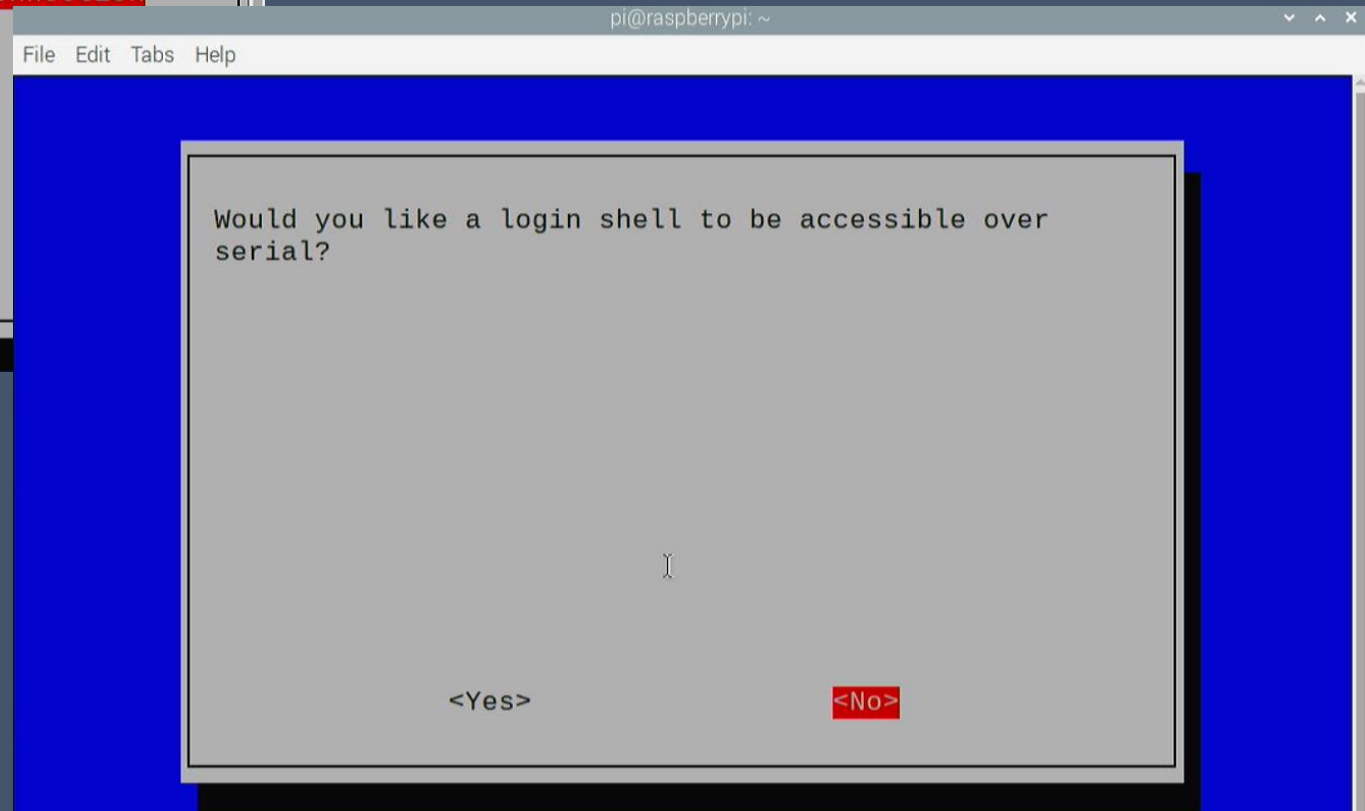 pi@raspberrypi: ~
File Edit Tabs Help
Would you like a login shell to be accessible over
serial?
<Yes> <No>